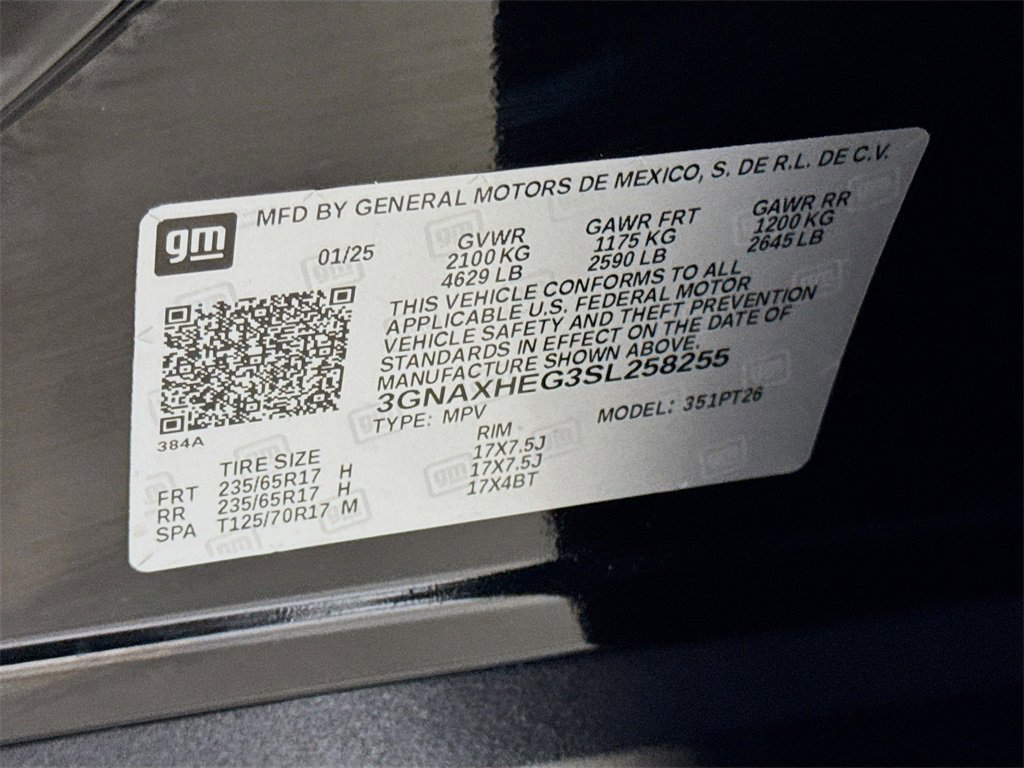 gm
MFD BY GENERAL MOTORS DE MEXICO, S. DE R.L. DE C.V.
01/25
GVWR
2100 KG
4629 LB
GAWR FRT
1175 KG
2590 LB
GAWR RR
1200 KG
2645 LB
THIS VEHICLE CONFORMS TO ALL
APPLICABLE U.S. FEDERAL MOTOR
VEHICLE SAFETY AND THEFT PREVENTION
STANDARDS IN EFFECT ON THE DATE OF
MANUFACTURE SHOWN ABOVE.
3GNAXHEG3SL258255
TYPE: MPV MODEL: 351PT26
384A
TIRE SIZE RIM
FRT 235/65R17 H 17X7.5J
RR 235/65R17 H 17X7.5J
SPA T125/70R17 M 17X4BT